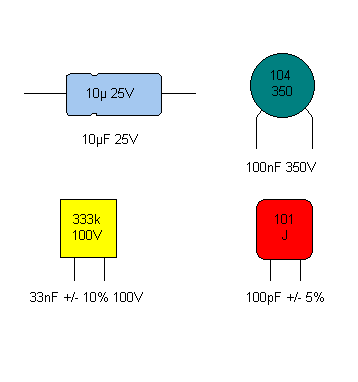 10µ 25V
10µF 25V
104
350
100nF 350V
333k
100V
33nF +/- 10% 100V
101
J
100pF +/- 5%